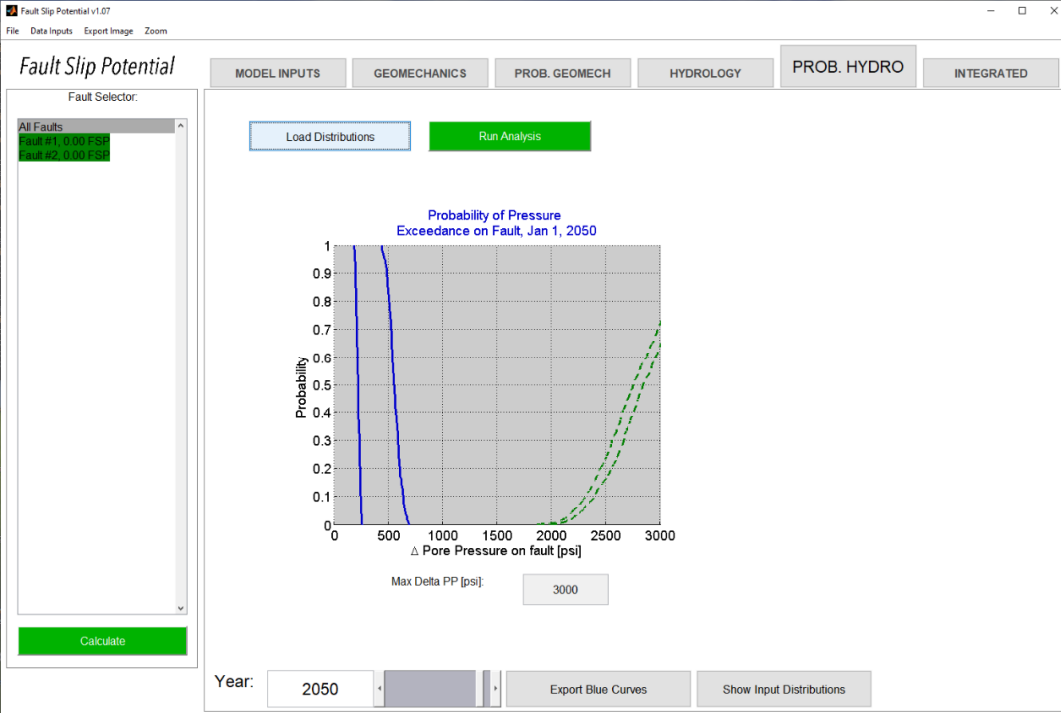 Fault Slip Potential v1.07
File Data Inputs Export Image Zoom
Fault Slip Potential
MODEL INPUTS GEOMECHANICS PROB. GEOMECH HYDROLOGY PROB. HYDRO INTEGRATED
Fault Selector:
All Faults
Fault #1, 0.00 FSP
Fault #2, 0.00 FSP
Calculate
Load Distributions Run Analysis
Probability of Pressure
Exceedance on Fault, Jan 1, 2050
1
0.9
0.8
0.7
0.6
0.5
0.4
0.3
0.2
0.1
0
Probability
0 500 1000 1500 2000 2500 3000
Δ Pore Pressure on fault [psi]
Max Delta PP [psi]: 3000
Year: 2050 Export Blue Curves Show Input Distributions